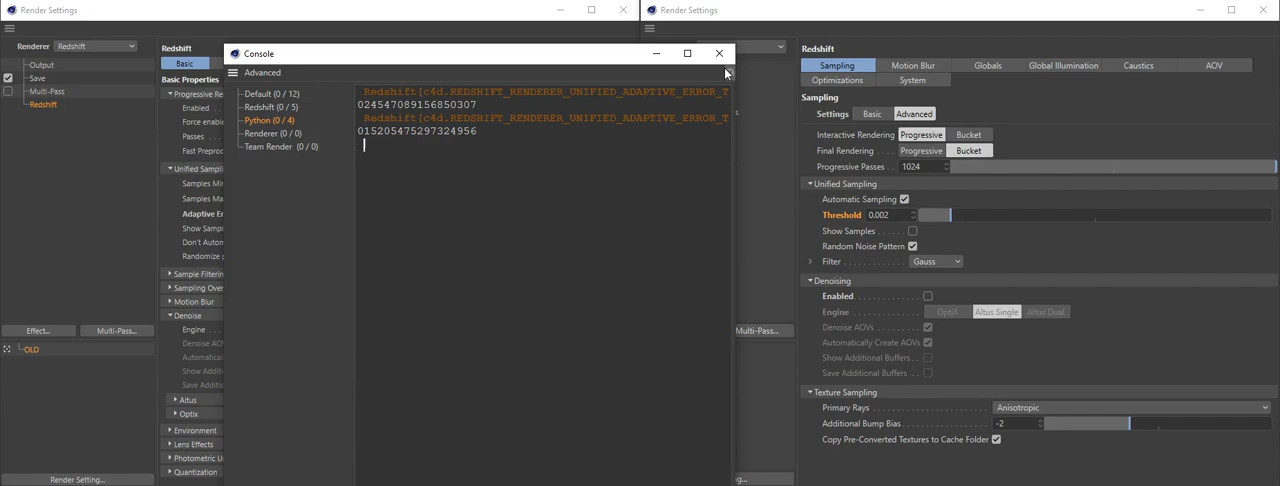 Render Settings
Renderer Redshift
Output
Save
Multi-Pass
Redshift
Effect... Multi-Pass...
OLD
Render Setting...
Redshift
Basic
Basic Properties
Progressive Re
Enabled
Force enable
Passes
Fast Preproc
Unified Sampli
Samples Min
Samples Ma
Adaptive Er
Show Sampl
Don't Auton
Randomize
Sample Filterin
Sampling Over
Motion Blur
Denoise
Engine
Denoise AOV
Automatical
Show Additi
Save Additi
Altus
Optix
Environment
Lens Effects
Photometric U
Quantization
Console
Advanced
Default (0 / 12)
Redshift (0 / 5)
Python (0 / 4)
Renderer (0 / 0)
Team Render (0 / 0)
Redshift[c4d.REDSHIFT_RENDERER_UNIFIED_ADAPTIVE_ERROR_T
024547089156850307
Redshift[c4d.REDSHIFT_RENDERER_UNIFIED_ADAPTIVE_ERROR_T
015205475297324956
Render Settings
Multi-Pass...
g...
Redshift
Sampling Motion Blur Globals Global Illumination Caustics AOV
Optimizations System
Sampling
Settings Basic Advanced
Interactive Rendering Progressive Bucket
Final Rendering . . . . Progressive Bucket
Progressive Passes . . 1024
Unified Sampling
Automatic Sampling
Threshold 0.002
Show Samples . . . . . .
Random Noise Pattern
Filter . . . . . . . . . . . . . Gauss
Denoising
Enabled . . . . . . . . . . . . . .
Engine . . . . . . . . . . . . . . OptiX Altus Single Altus Dual
Denoise AOVs . . . . . . . .
Automatically Create AOVs
Show Additional Buffers . .
Save Additional Buffers . . .
Texture Sampling
Primary Rays . . . . . . . . . . . . . . . . . . . . . . . Anisotropic
Additional Bump Bias . . . . . . . . . . . . . . . . . -2
Copy Pre-Converted Textures to Cache Folder